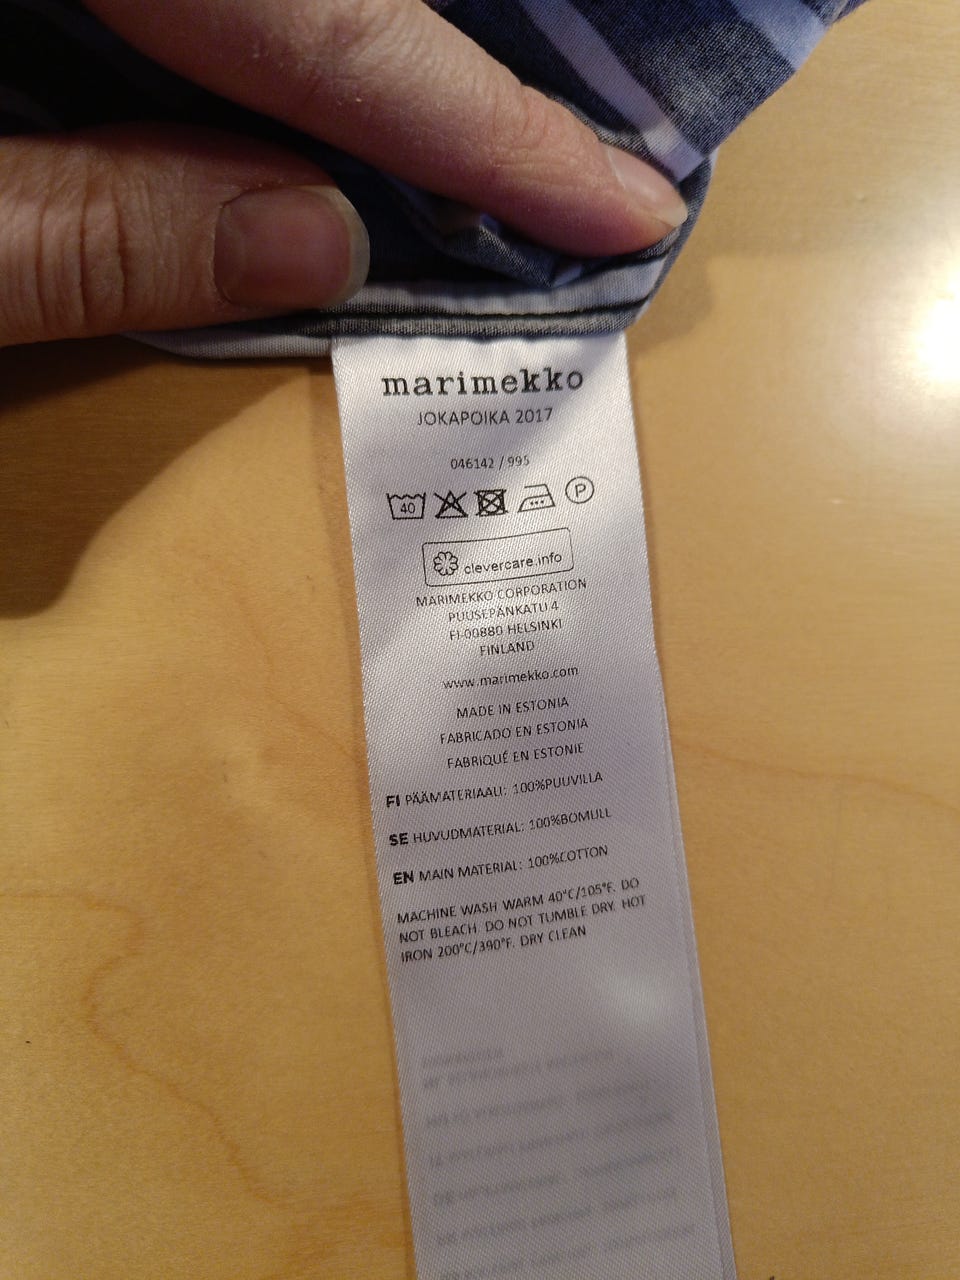 marimekko
JOKAPOIKA 2017
046142 / 995
40 P
clevercare.info
MARIMEKKO CORPORATION
PUUSEPÄNKATU 4
FI-00880 HELSINKI
FINLAND
www.marimekko.com
MADE IN ESTONIA
FABRICADO EN ESTONIA
FABRIQUÉ EN ESTONIE
FI PÄÄMATERIAALI: 100%PUUVILLA
SE HUVUDMATERIAL: 100%BOMULL
EN MAIN MATERIAL: 100%COTTON
MACHINE WASH WARM 40°C/105°F. DO
NOT BLEACH. DO NOT TUMBLE DRY. HOT
IRON 200°C/390°F. DRY CLEAN